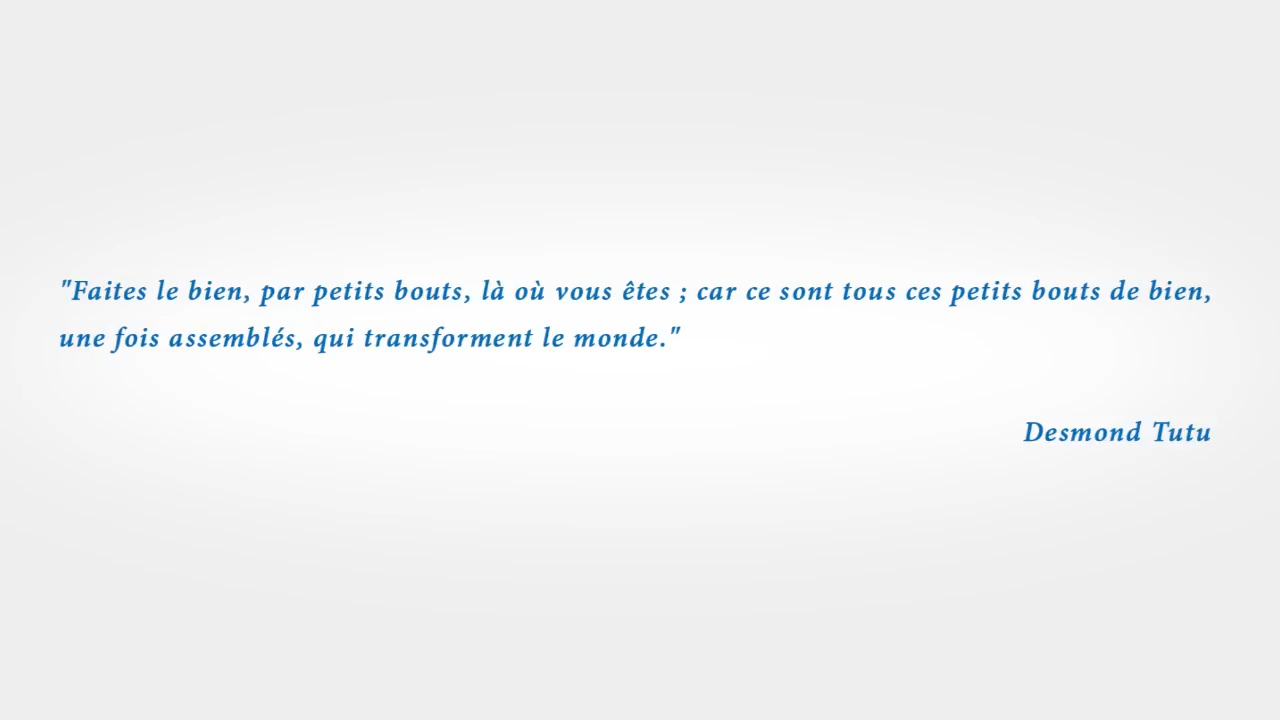 "Faites le bien, par petits bouts, là où vous êtes ; car ce sont tous ces petits bouts de bien,
une fois assemblés, qui transforment le monde."
Desmond Tutu